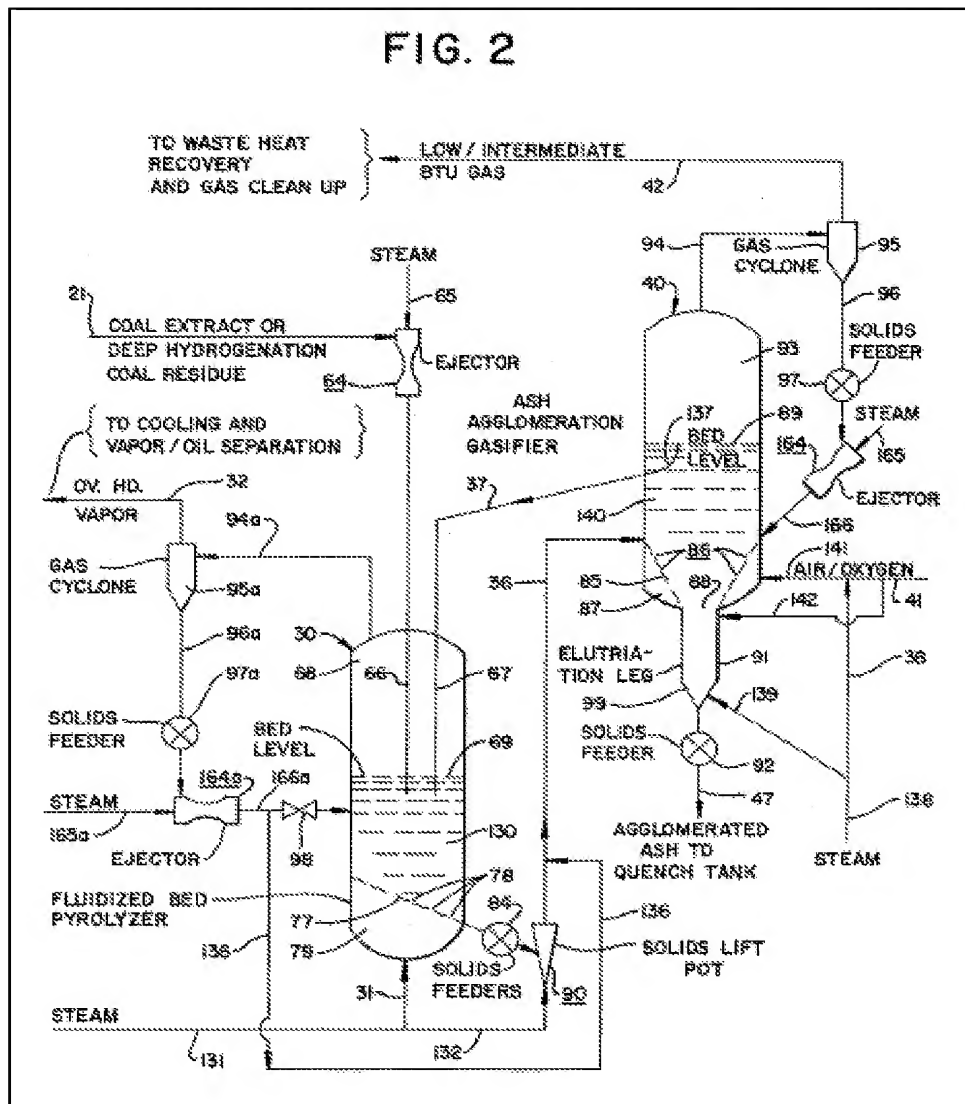 FIG. 2
TO WASTE HEAT
RECOVERY
AND GAS CLEAN UP
LOW / INTERMEDIATE
BTU GAS
42
STEAM
94
GAS
CYCLONE
95
65
40
96
21
COAL EXTRACT OR
DEEP HYDROGENATION
COAL RESIDUE
EJECTOR
64
93
SOLIDS
FEEDER
97
TO COOLING AND
VAPOR / OIL SEPARATION
ASH
AGGLOMERATION
GASIFIER
137
89
BED
LEVEL
STEAM
164
165
EJECTOR
OV. HD.
VAPOR
32
37
140
166
94a
GAS
CYCLONE
95a
36
86
85
87
88
141
AIR/OXYGEN
142
41
96a
30
68
66
67
ELUTRIA-
TION LEG
91
38
97a
99
139
SOLIDS
FEEDER
BED
LEVEL
69
SOLIDS
FEEDER
92
164a
166a
47
STEAM
165a
EJECTOR
98
130
AGGLOMERATED
ASH TO
QUENCH TANK
138
STEAM
FLUIDIZED BED
PYROLYZER
77
78
84
136
136
79
SOLIDS
FEEDERS
SOLIDS LIFT
POT
90
31
STEAM
131
132